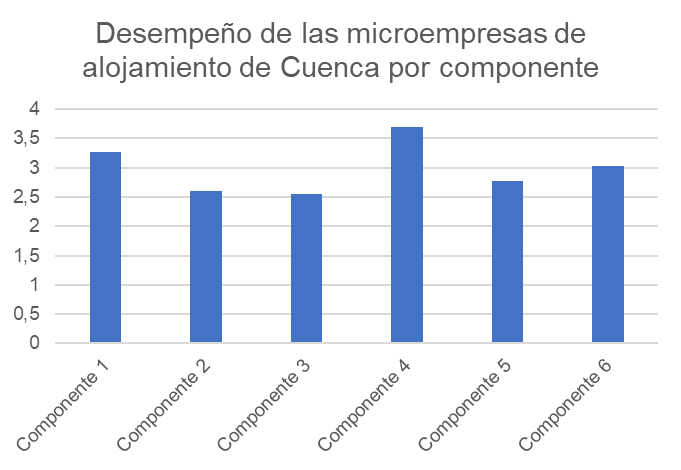 Desempeño de las microempresas de
alojamiento de Cuenca por componente
4
3,5
3
2,5
2
1,5
1
0,5
0
Componente 1
Componente 2
Componente 3
Componente 4
Componente 5
Componente 6